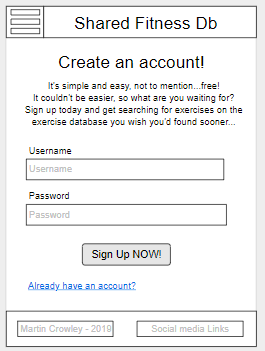 Shared Fitness Db
Create an account!
It's simple and easy, not to mention...free!
It couldn't be easier, so what are you waiting for?
Sign up today and get searching for exercises on the
exercise database you wish you'd found sooner...
Username
Username
Password
Password
Sign Up NOW!
Already have an account?
Martin Crowley - 2019
Social media Links